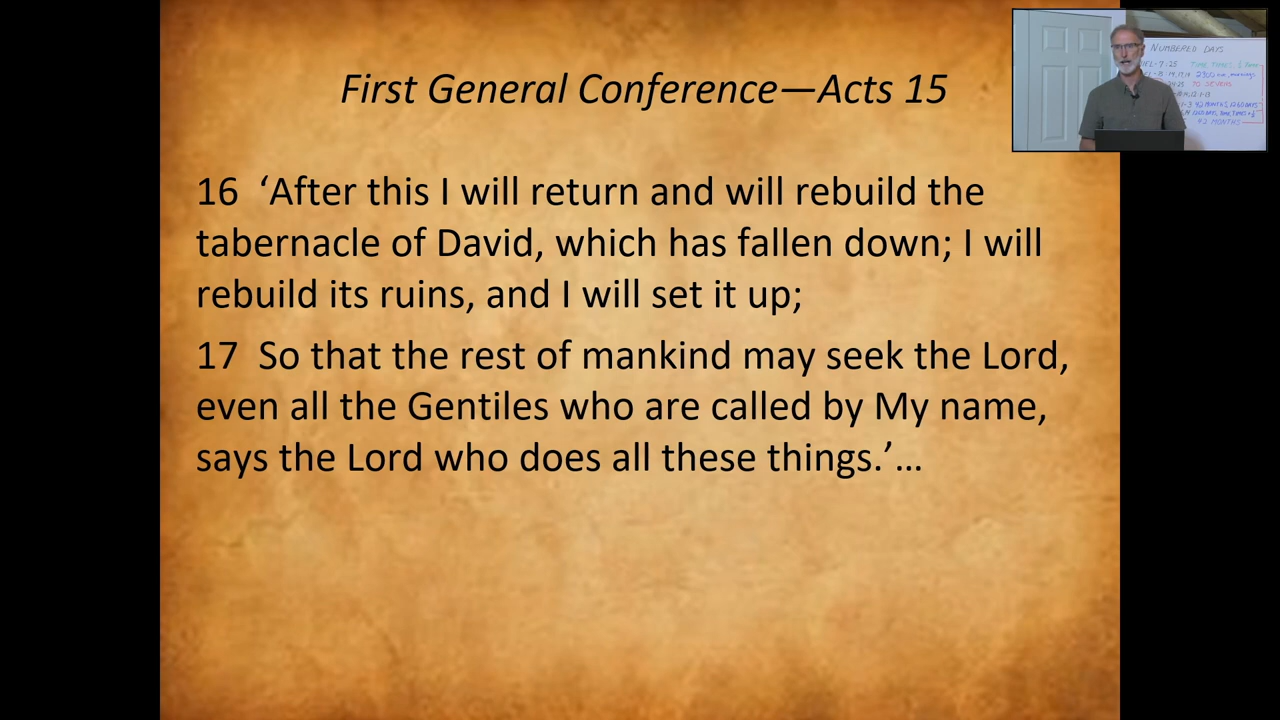 First General Conference—Acts 15
16 ‘After this I will return and will rebuild the
tabernacle of David, which has fallen down; I will
rebuild its ruins, and I will set it up;
17 So that the rest of mankind may seek the Lord,
even all the Gentiles who are called by My name,
says the Lord who does all these things.’…
NUMBERED DAYS
42 MONTHS